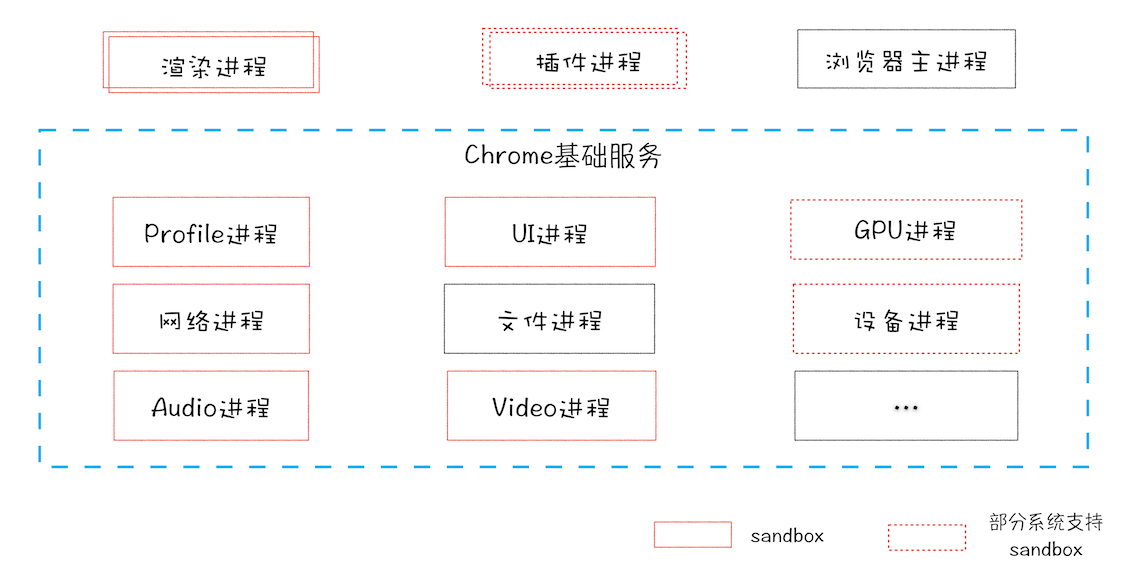 渲染进程
插件进程
浏览器主进程
Chrome基础服务
Profile进程
UI进程
GPU进程
网络进程
文件进程
设备进程
Audio进程
Video进程
...
sandbox
部分系统支持
sandbox